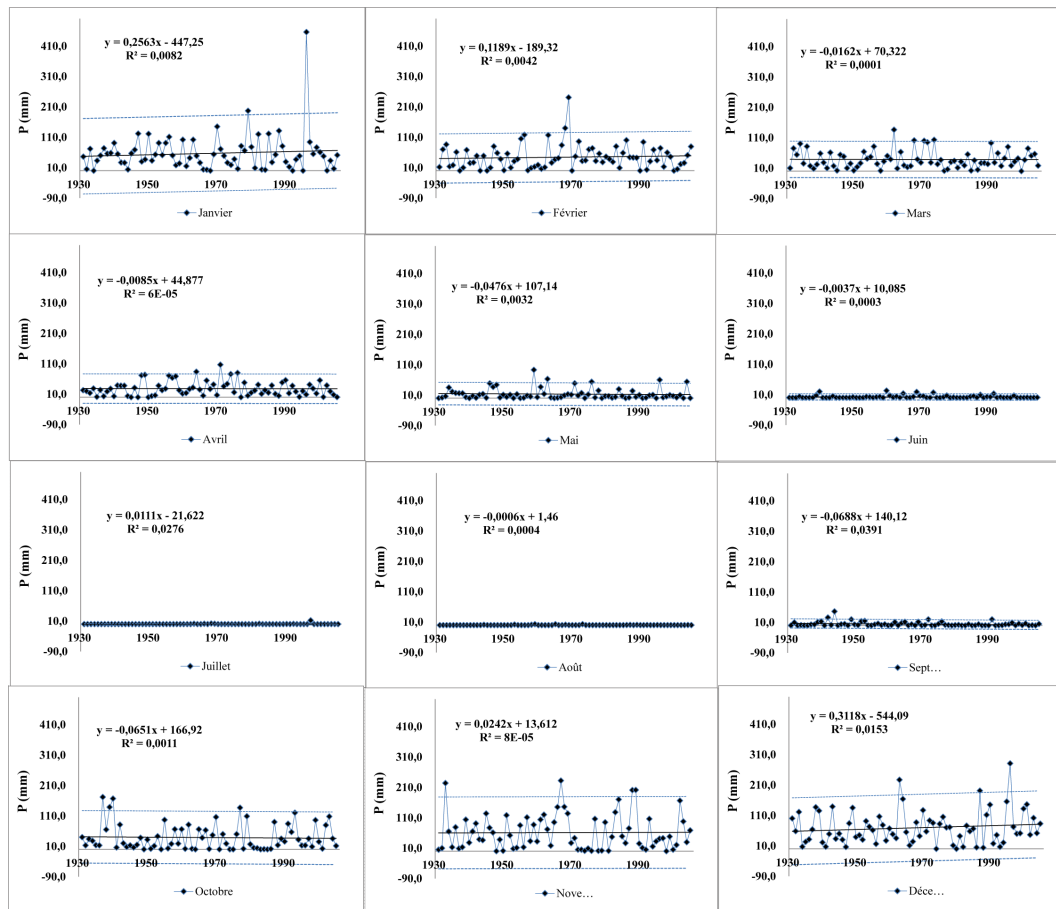 y = 0,2563x - 447,25
R² = 0,0082
P (mm)
410,0
310,0
210,0
110,0
10,0
-90,0
1930
1950
1970
1990
Janvier
y = 0,1189x - 189,32
R² = 0,0042
P (mm)
410,0
310,0
210,0
110,0
10,0
-90,0
1930
1950
1970
1990
Février
y = -0,0162x + 70,322
R² = 0,0001
P (mm)
410,0
310,0
210,0
110,0
10,0
-90,0
1930
1950
1970
1990
Mars
y = -0,0085x + 44,877
R² = 6E-05
P (mm)
410,0
310,0
210,0
110,0
10,0
-90,0
1930
1950
1970
1990
Avril
y = -0,0476x + 107,14
R² = 0,0032
P (mm)
410,0
310,0
210,0
110,0
10,0
-90,0
1930
1950
1970
1990
Mai
y = -0,0037x + 10,085
R² = 0,0003
P (mm)
410,0
310,0
210,0
110,0
10,0
-90,0
1930
1950
1970
1990
Juin
y = 0,0111x - 21,622
R² = 0,0276
P (mm)
410,0
310,0
210,0
110,0
10,0
-90,0
1930
1950
1970
1990
Juillet
y = -0,0006x + 1,46
R² = 0,0004
P (mm)
410,0
310,0
210,0
110,0
10,0
-90,0
1930
1950
1970
1990
Août
y = -0,0688x + 140,12
R² = 0,0391
P (mm)
410,0
310,0
210,0
110,0
10,0
-90,0
1930
1950
1970
1990
Sept…
y = -0,0651x + 166,92
R² = 0,0011
P (mm)
410,0
310,0
210,0
110,0
10,0
-90,0
1930
1950
1970
1990
Octobre
y = 0,0242x + 13,612
R² = 8E-05
P (mm)
410,0
310,0
210,0
110,0
10,0
-90,0
1930
1950
1970
1990
Nove…
y = 0,3118x - 544,09
R² = 0,0153
P (mm)
410,0
310,0
210,0
110,0
10,0
-90,0
1930
1950
1970
1990
Déce…